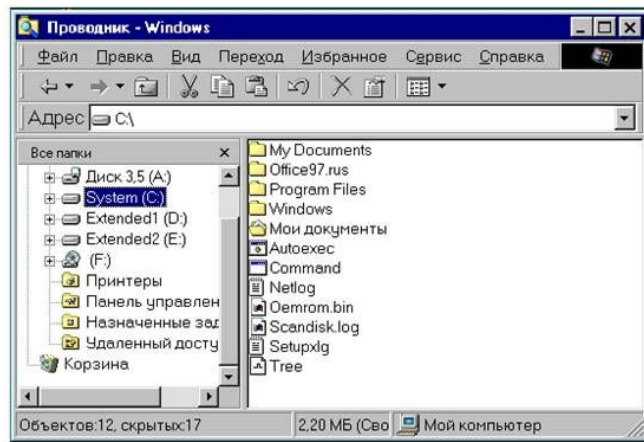 Проводник - Windows
Файл Правка Вид Переход Избранное Сервис Справка
Адрес C:\
Все папки
Диск 3,5 (A:)
System (C:)
Extended1 (D:)
Extended2 (E:)
(F:)
Принтеры
Панель управлен
Назначенные зад
Удаленный досту
Корзина
My Documents
Office97.rus
Program Files
Windows
Мои документы
Autoexec
Command
Netlog
Oemrom.bin
Scandisk.log
Setupxlg
Tree
Объектов:12, скрытых:17 2,20 МБ (Сво Мой компьютер